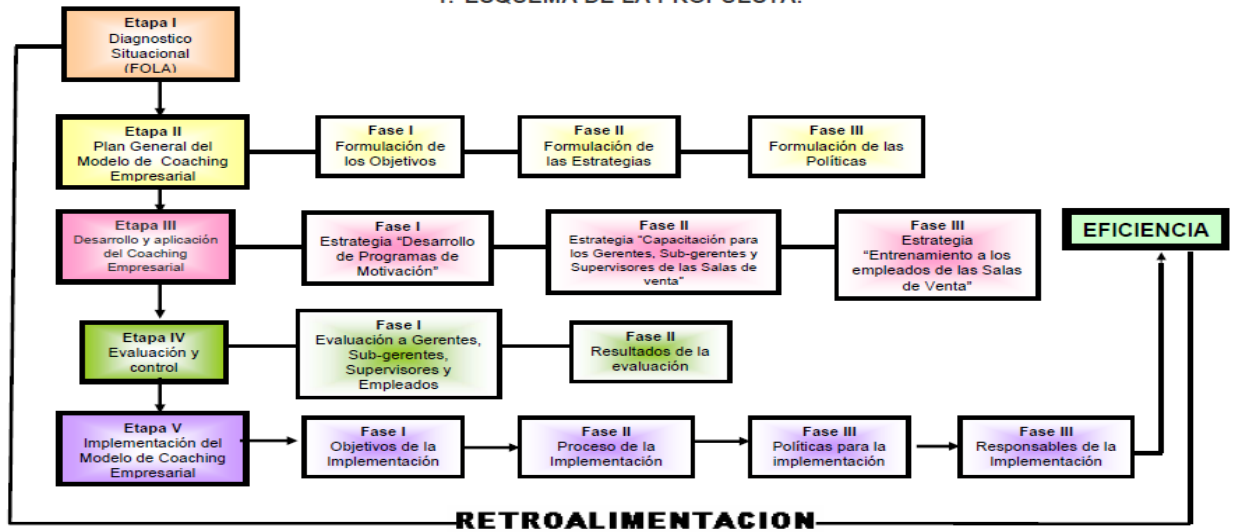 1. ESQUEMA DE LA PROPUESTA.
Etapa I
Diagnostico
Situacional
(FOLA)
Etapa II
Plan General del
Modelo de Coaching
Empresarial
Fase I
Formulación de
los Objetivos
Fase II
Formulación de
las Estrategias
Fase III
Formulación de las
Políticas
Etapa III
Desarrollo y aplicación
del Coaching
Empresarial
Fase I
Estrategia "Desarrollo
de Programas de
Motivación"
Fase II
Estrategia "Capacitación para
los Gerentes, Sub-gerentes y
Supervisores de las Salas de
venta"
Fase III
Estrategia
"Entrenamiento a los
empleados de las Salas
de Venta"
EFICIENCIA
Etapa IV
Evaluación y
control
Fase I
Evaluación a Gerentes,
Sub-gerentes,
Supervisores y
Empleados
Fase II
Resultados de la
evaluación
Etapa V
Implementación del
Modelo de Coaching
Empresarial
Fase I
Objetivos de la
Implementación
Fase II
Proceso de la
Implementación
Fase III
Políticas para la
implementación
Fase III
Responsables de la
Implementación
RETROALIMENTACION